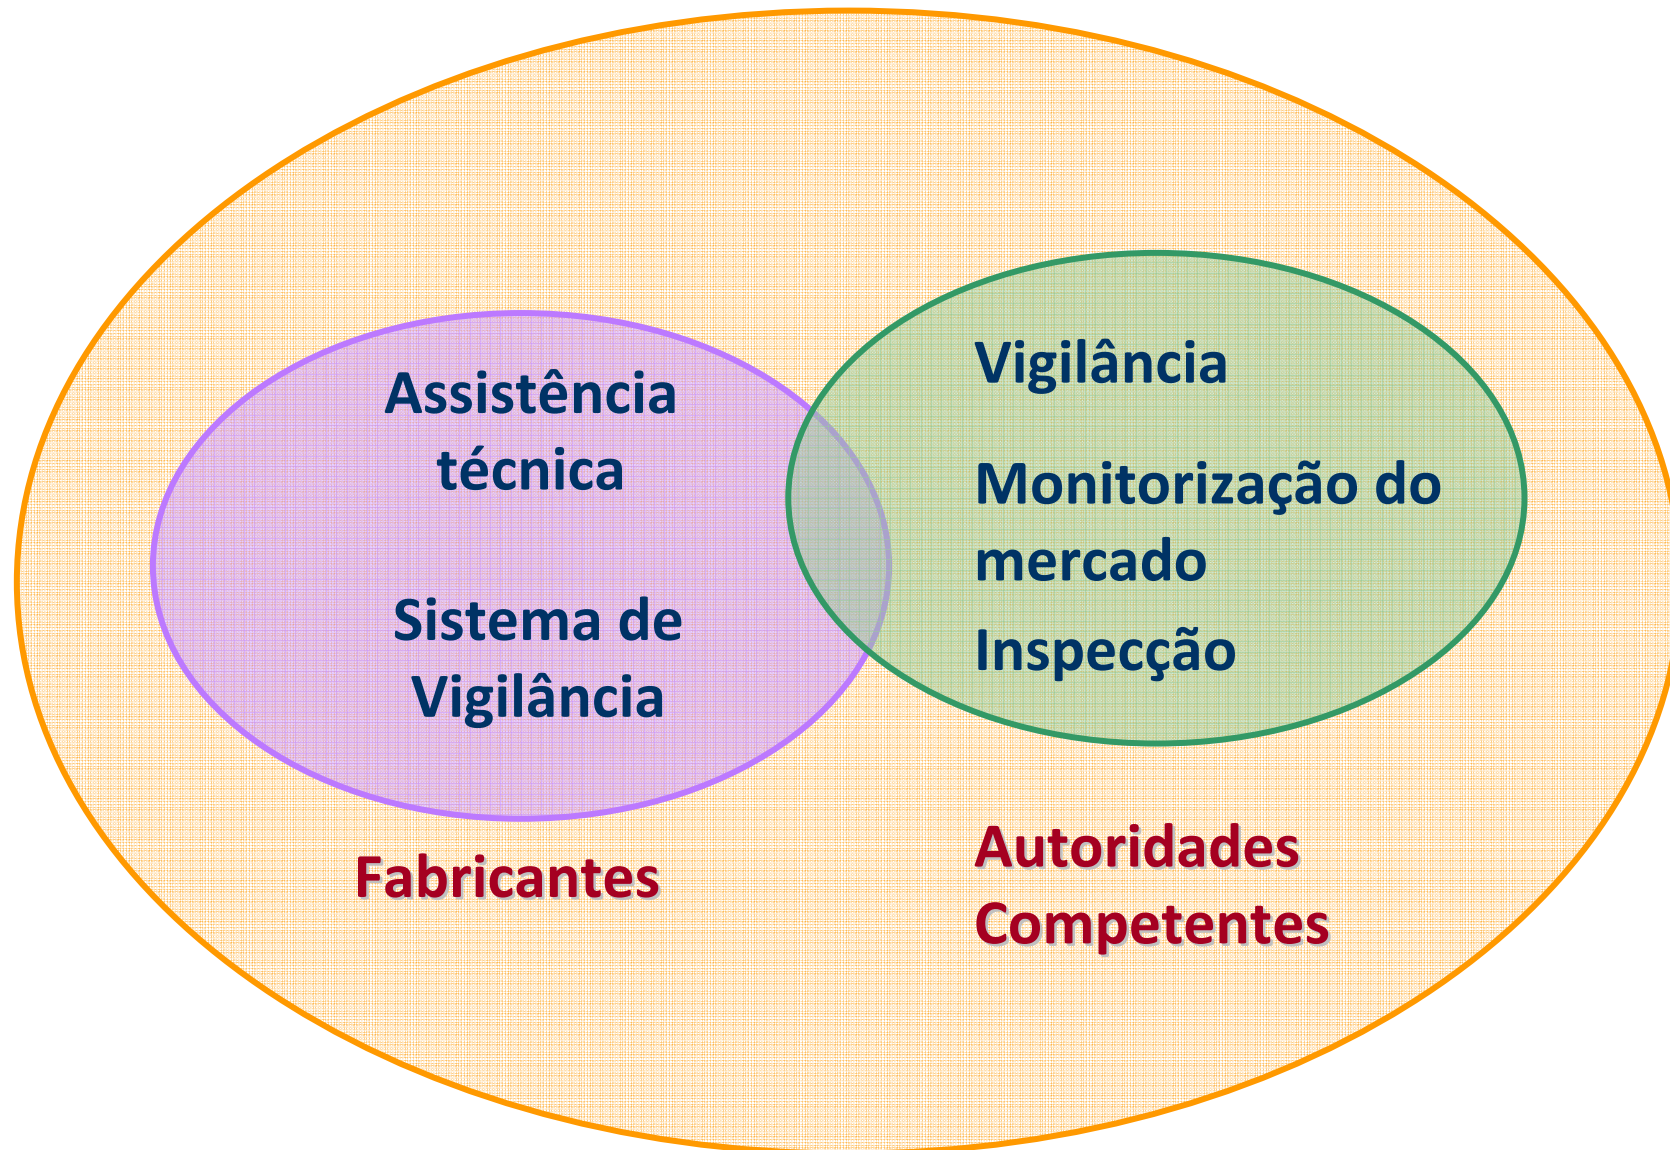 Assistência
técnica
Sistema de
Vigilância
Fabricantes
Vigilância
Monitorização do
mercado
Inspecção
Autoridades
Competentes